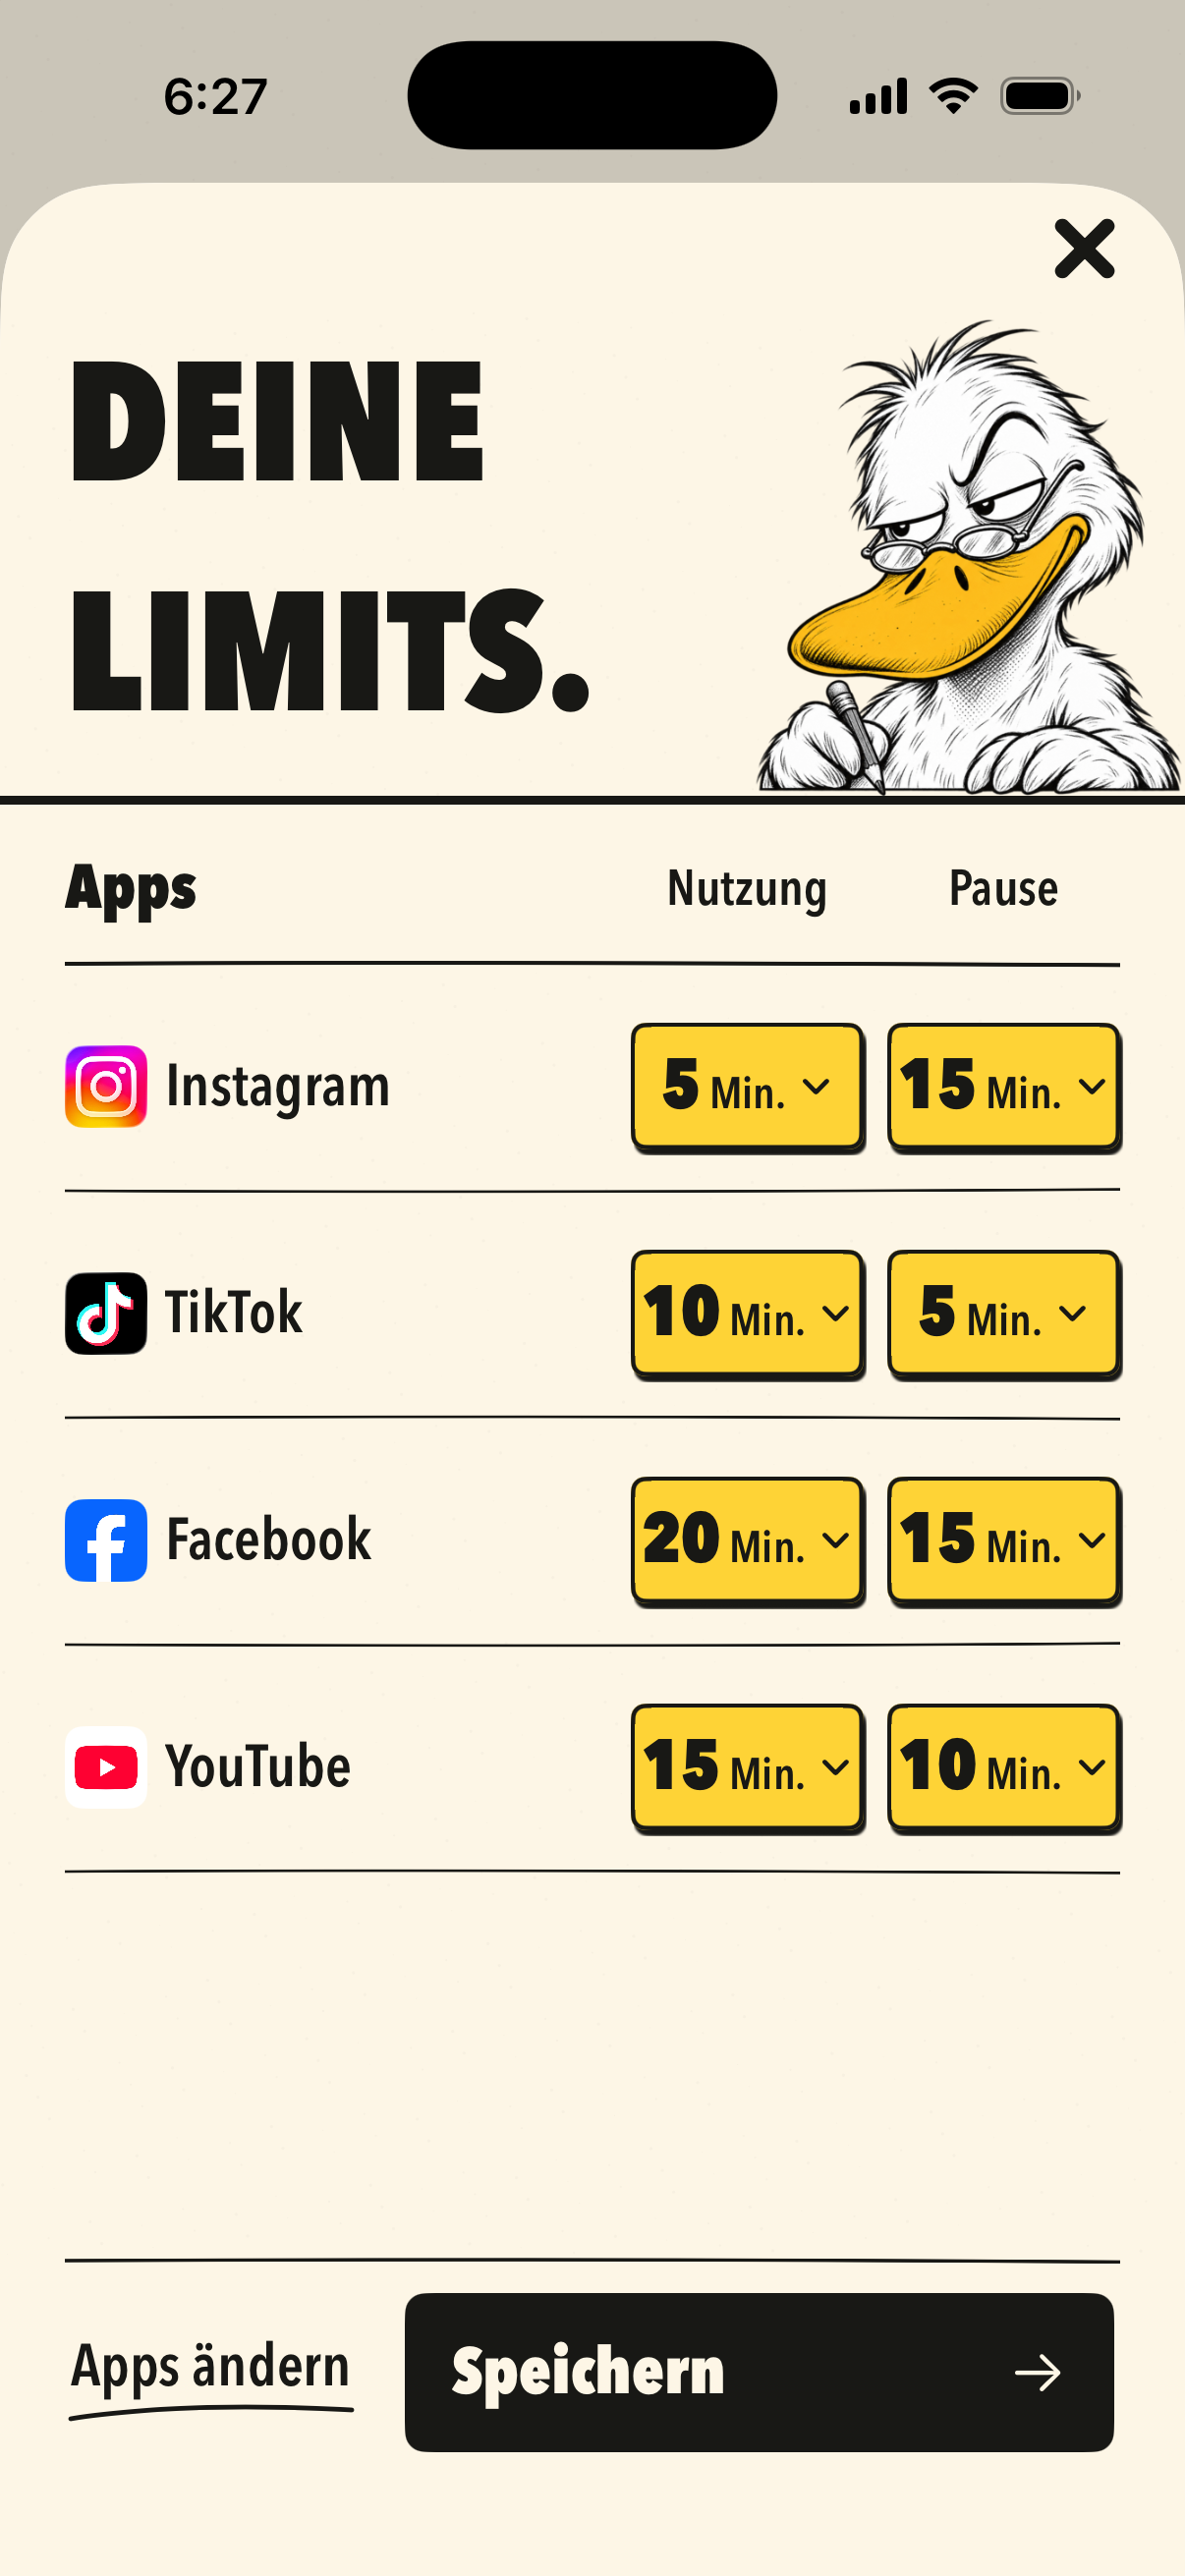 6:27
DEINE
LIMITS.
Apps Nutzung Pause
Instagram 5 Min. 15 Min.
TikTok 10 Min. 5 Min.
Facebook 20 Min. 15 Min.
YouTube 15 Min. 10 Min.
Apps ändern Speichern